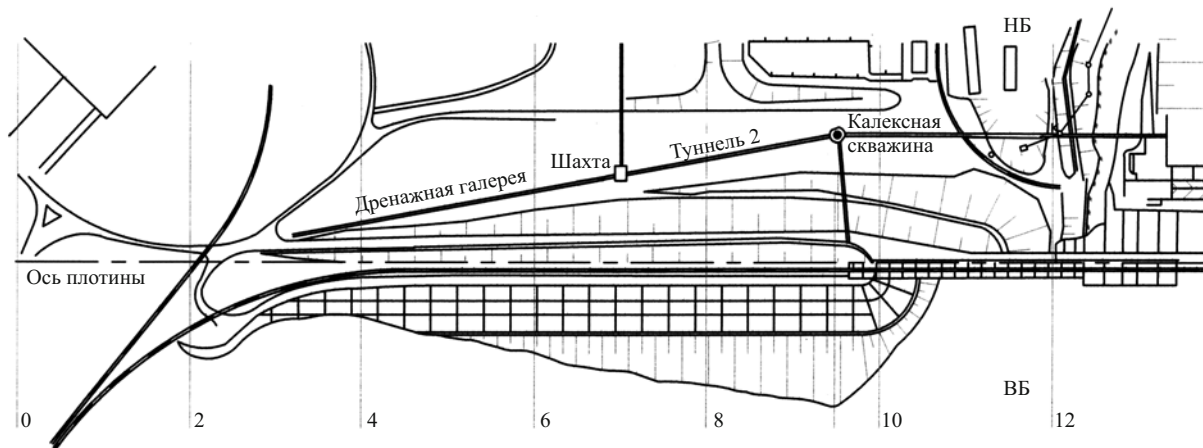 НБ
Калексная
скважина
Туннель 2
Шахта
Дренажная галерея
Ось плотины
ВБ
0 2 4 6 8 10 12